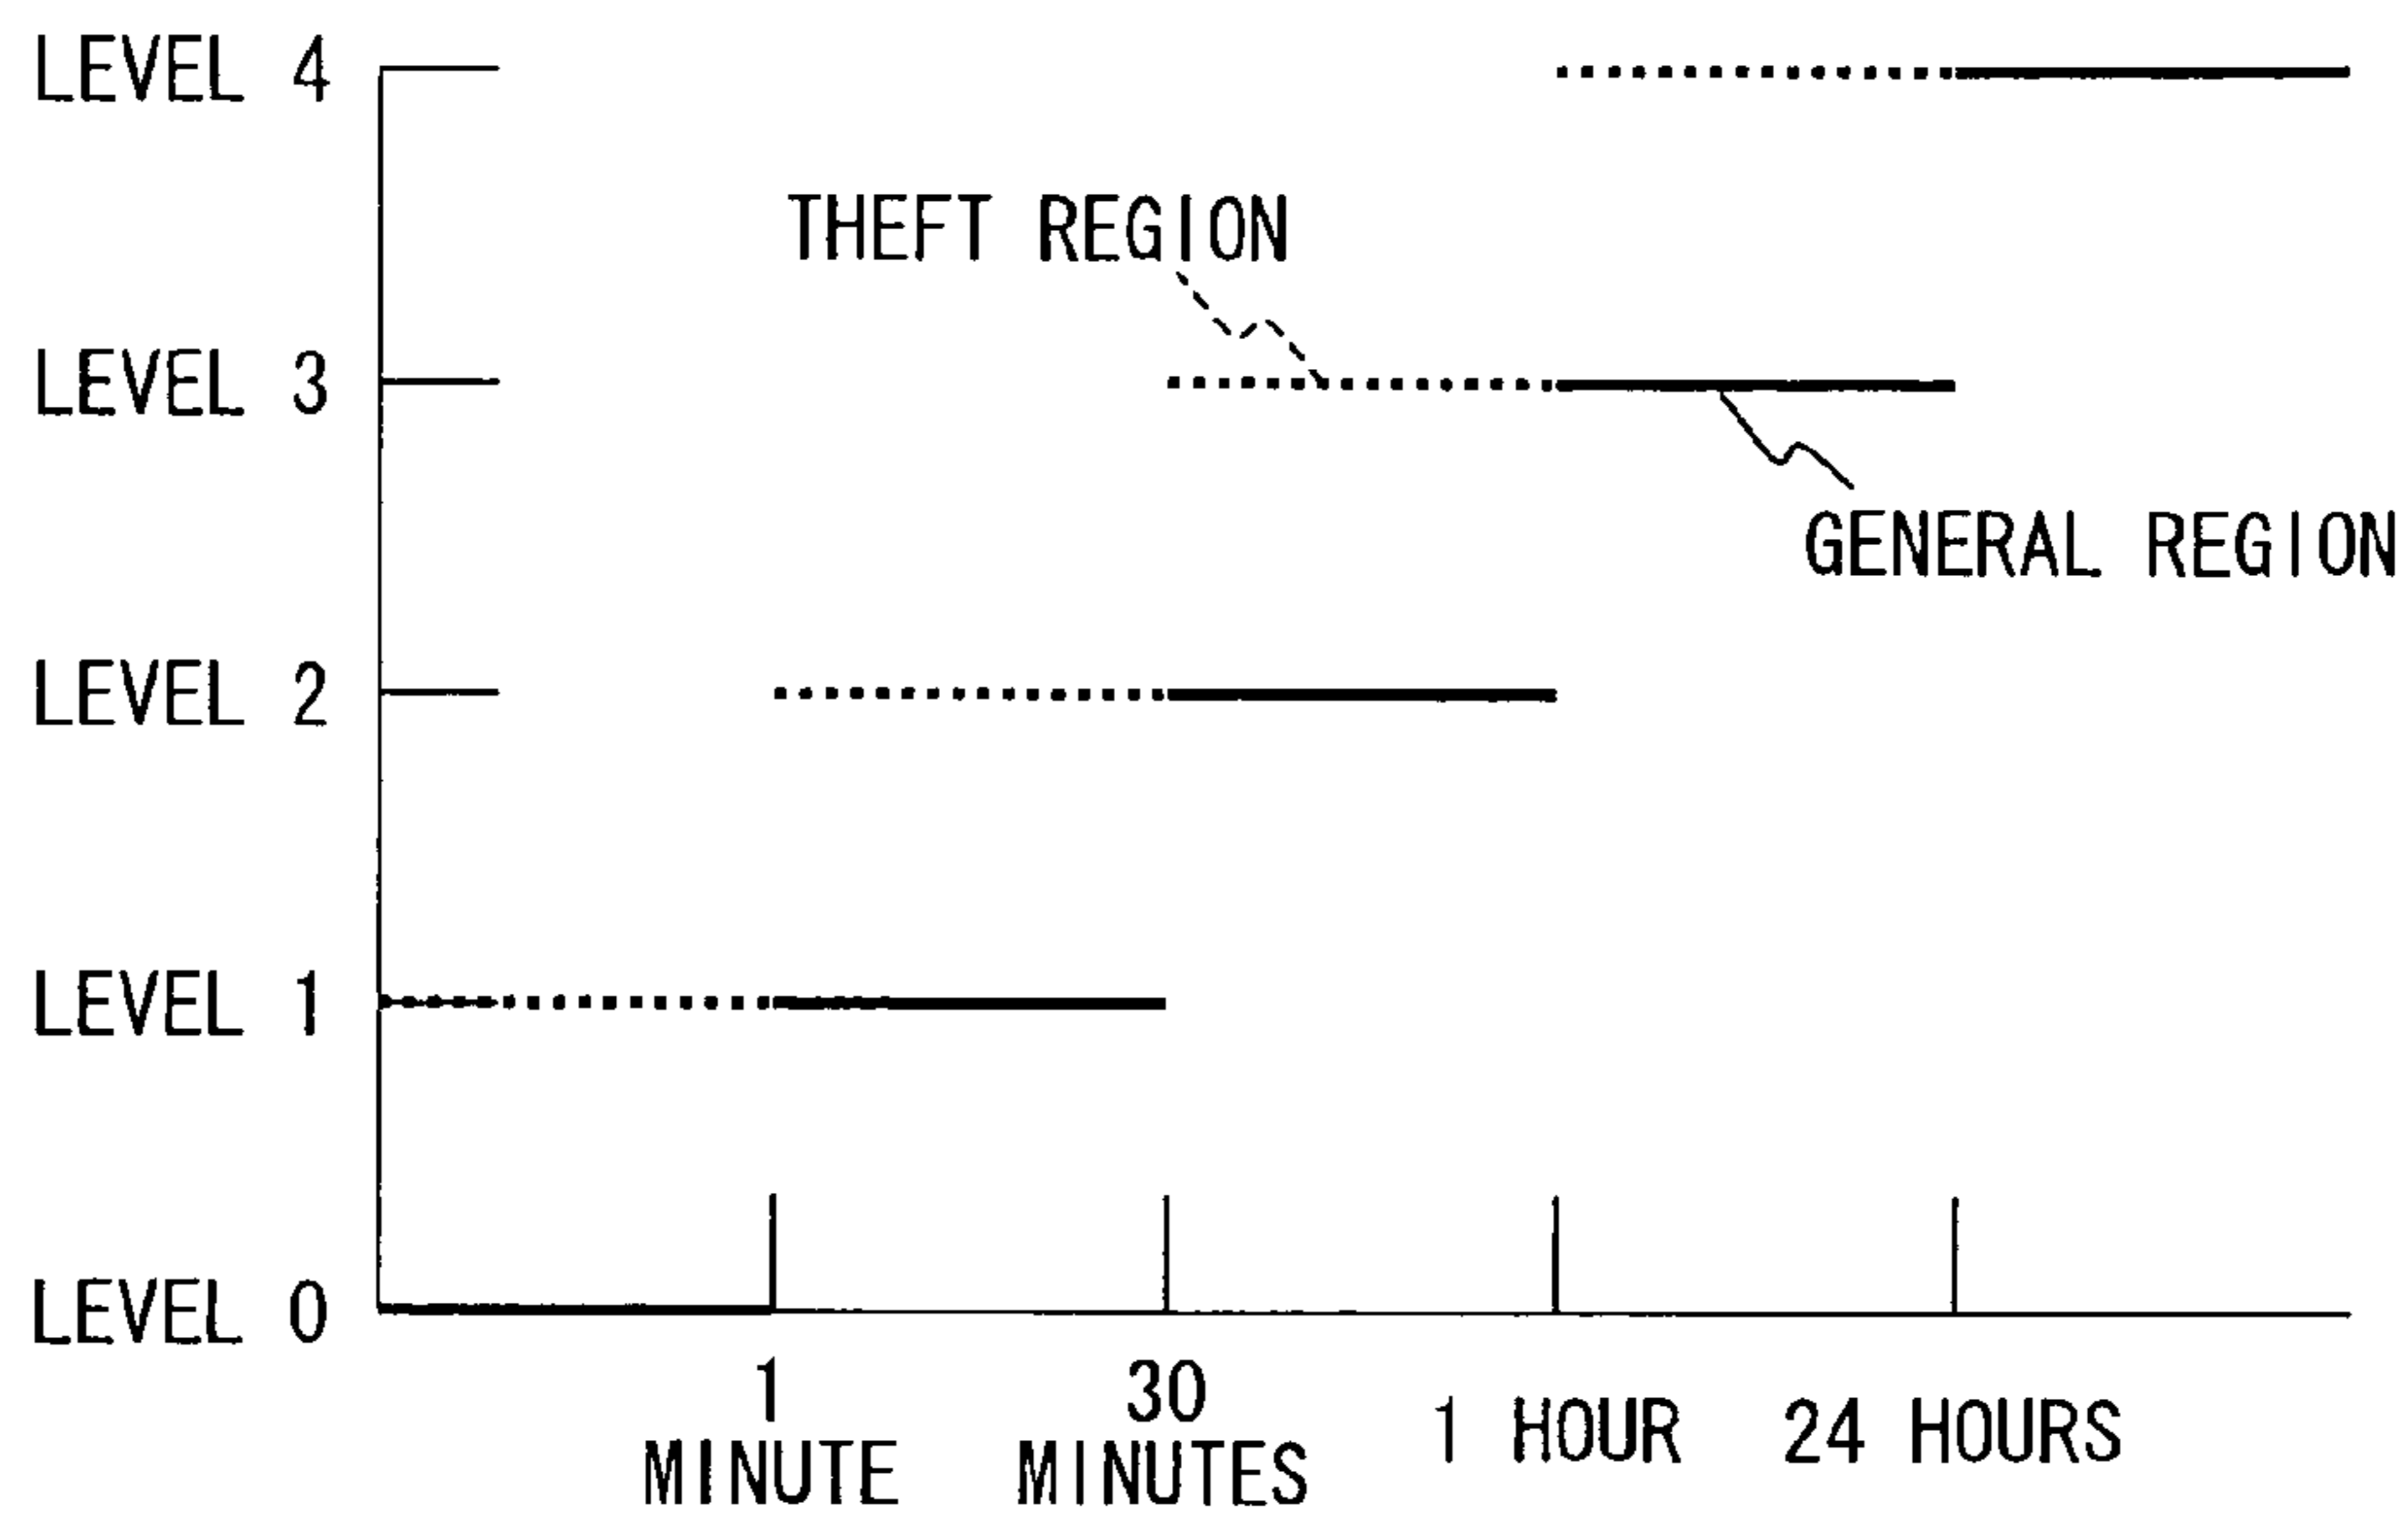 LEVEL 4
THEFT REGION
LEVEL 3
GENERAL REGION
LEVEL 2
LEVEL 1
LEVEL 0
1
MINUTE
30
MINUTES
1 HOUR
24 HOURS